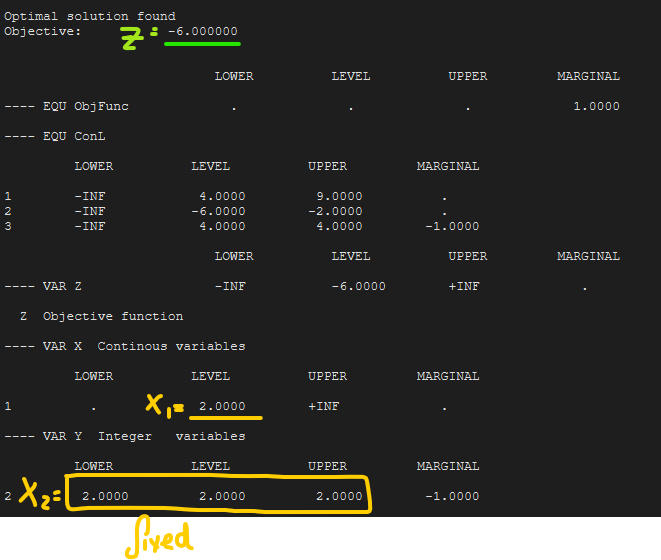 Optimal solution found
Objective: Z = -6.000000
LOWER LEVEL UPPER MARGINAL
---- EQU ObjFunc . . . 1.0000
---- EQU ConL
LOWER LEVEL UPPER MARGINAL
1 -INF 4.0000 9.0000 .
2 -INF -6.0000 -2.0000 .
3 -INF 4.0000 4.0000 -1.0000
LOWER LEVEL UPPER MARGINAL
---- VAR Z -INF -6.0000 +INF .
Z Objective function
---- VAR X Continous variables
LOWER LEVEL UPPER MARGINAL
1 . X₁= 2.0000 +INF .
---- VAR Y Integer variables
LOWER LEVEL UPPER MARGINAL
2 X₂= 2.0000 2.0000 2.0000 -1.0000
fixed